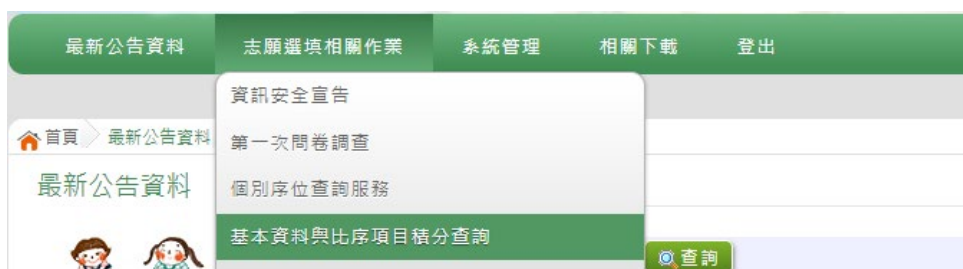 最新公告資料 志願選填相關作業 系統管理 相關下載 登出
資訊安全宣告
首頁 最新公告資料
第一次問卷調查
最新公告資料
個別序位查詢服務
基本資料與比序項目積分查詢
查詢